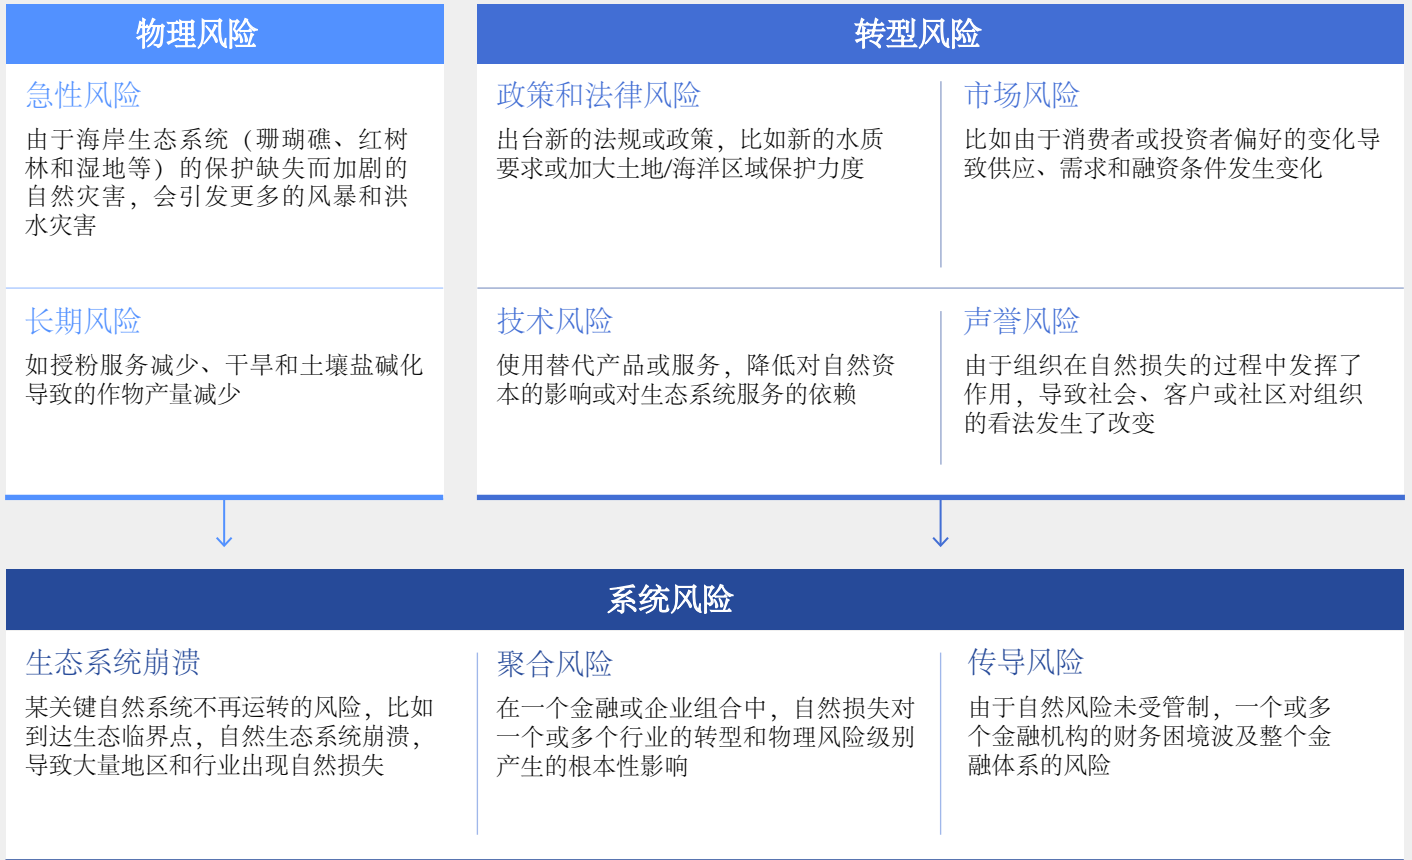 物理风险
急性风险
由于海岸生态系统（珊瑚礁、红树
林和湿地等）的保护缺失而加剧的
自然灾害，会引发更多的风暴和洪
水灾害
长期风险
如授粉服务减少、干旱和土壤盐碱化
导致的作物产量减少
转型风险
政策和法律风险
出台新的法规或政策，比如新的水质
要求或加大土地/海洋区域保护力度
市场风险
比如由于消费者或投资者偏好的变化导
致供应、需求和融资条件发生变化
技术风险
使用替代产品或服务，降低对自然资
本的影响或对生态系统服务的依赖
声誉风险
由于组织在自然损失的过程中发挥了
作用，导致社会、客户或社区对组织
的看法发生了改变
系统风险
生态系统崩溃
某关键自然系统不再运转的风险，比如
到达生态临界点，自然生态系统崩溃，
导致大量地区和行业出现自然损失
聚合风险
在一个金融或企业组合中，自然损失对
一个或多个行业的转型和物理风险级别
产生的根本性影响
传导风险
由于自然风险未受管制，一个或多
个金融机构的财务困境波及整个金
融体系的风险